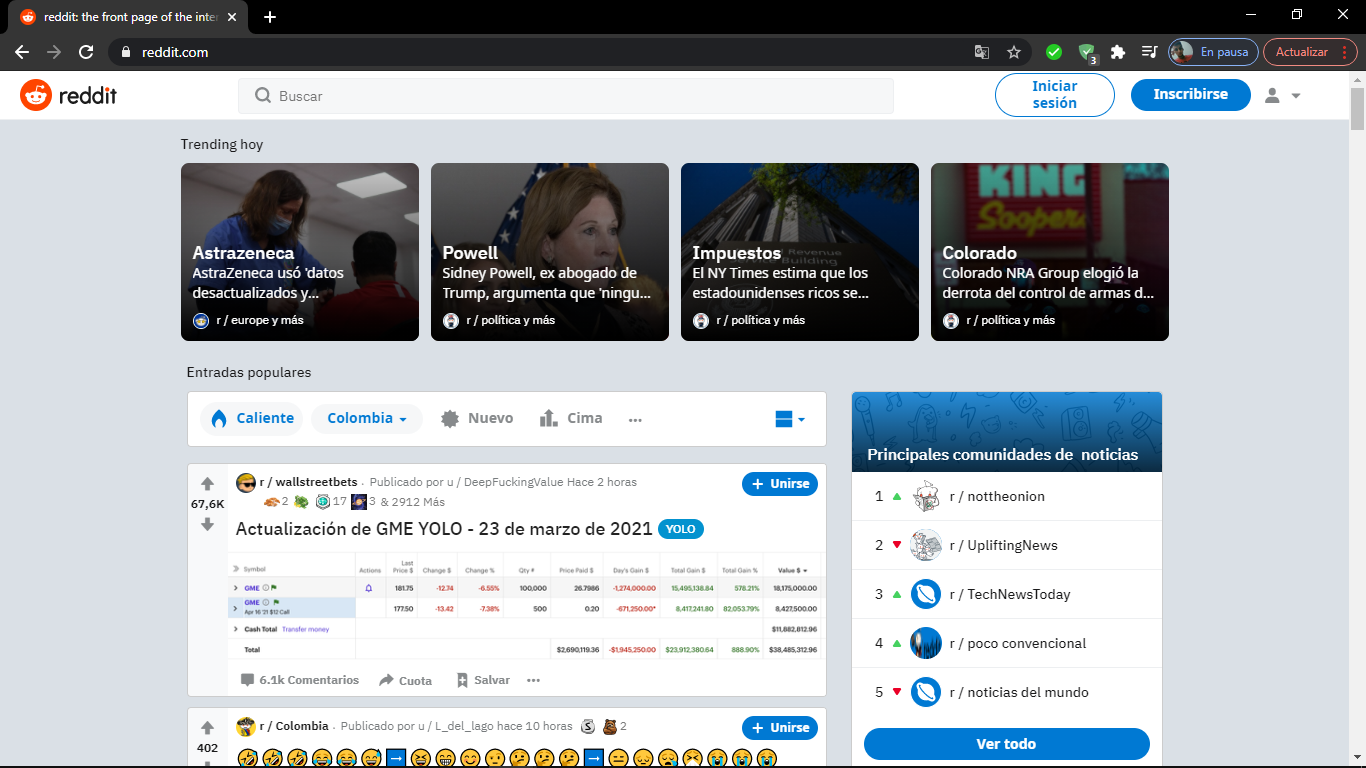 reddit: the front page of the inter
reddit.com
3
En pausa
Actualizar
reddit
Buscar
Iniciar
sesión
Inscribirse
Trending hoy
Astrazeneca
AstraZeneca usó 'datos
desactualizados y...
r / europe y más
Powell
Sidney Powell, ex abogado de
Trump, argumenta que 'ningu...
r / política y más
Impuestos
El NY Times estima que los
estadounidenses ricos se...
r / política y más
KING
Soopers
Colorado
Colorado NRA Group elogió la
derrota del control de armas d...
r / política y más
Entradas populares
Caliente
Colombia
Nuevo
Cima
...
67,6K
r / wallstreetbets · Publicado por u / DeepFuckingValue Hace 2 horas
2 17 3 & 2912 Más
Unirse
Actualización de GME YOLO - 23 de marzo de 2021 YOLO
Symbol Actions Last Price $ Change $ Change % Qty # Price Paid $ Day's Gain $ Total Gain $ Total Gain % Value $
GME 181.75 -12.74 -6.55% 100,000 26.7986 -1,274,000.00 15,495,138.84 578.21% 18,175,000.00
GME
Apr 16 '21 $12 Call 177.50 -13.42 -7.38% 500 0.20 -671,250.00* 8,417,241.80 82,053.79% 8,427,500.00
Cash Total Transfer money $11,882,812.96
Total $2,690,119.36 -$1,945,250.00 $23,912,380.64 888.90% $38,485,312.96
6.1k Comentarios
Cuota
Salvar
...
402
r / Colombia · Publicado por u / L_del_lago hace 10 horas
S
2
Unirse
Principales comunidades de noticias
1 r / nottheonion
2 r / UpliftingNews
3 r / TechNewsToday
4 r / poco convencional
5 r / noticias del mundo
Ver todo